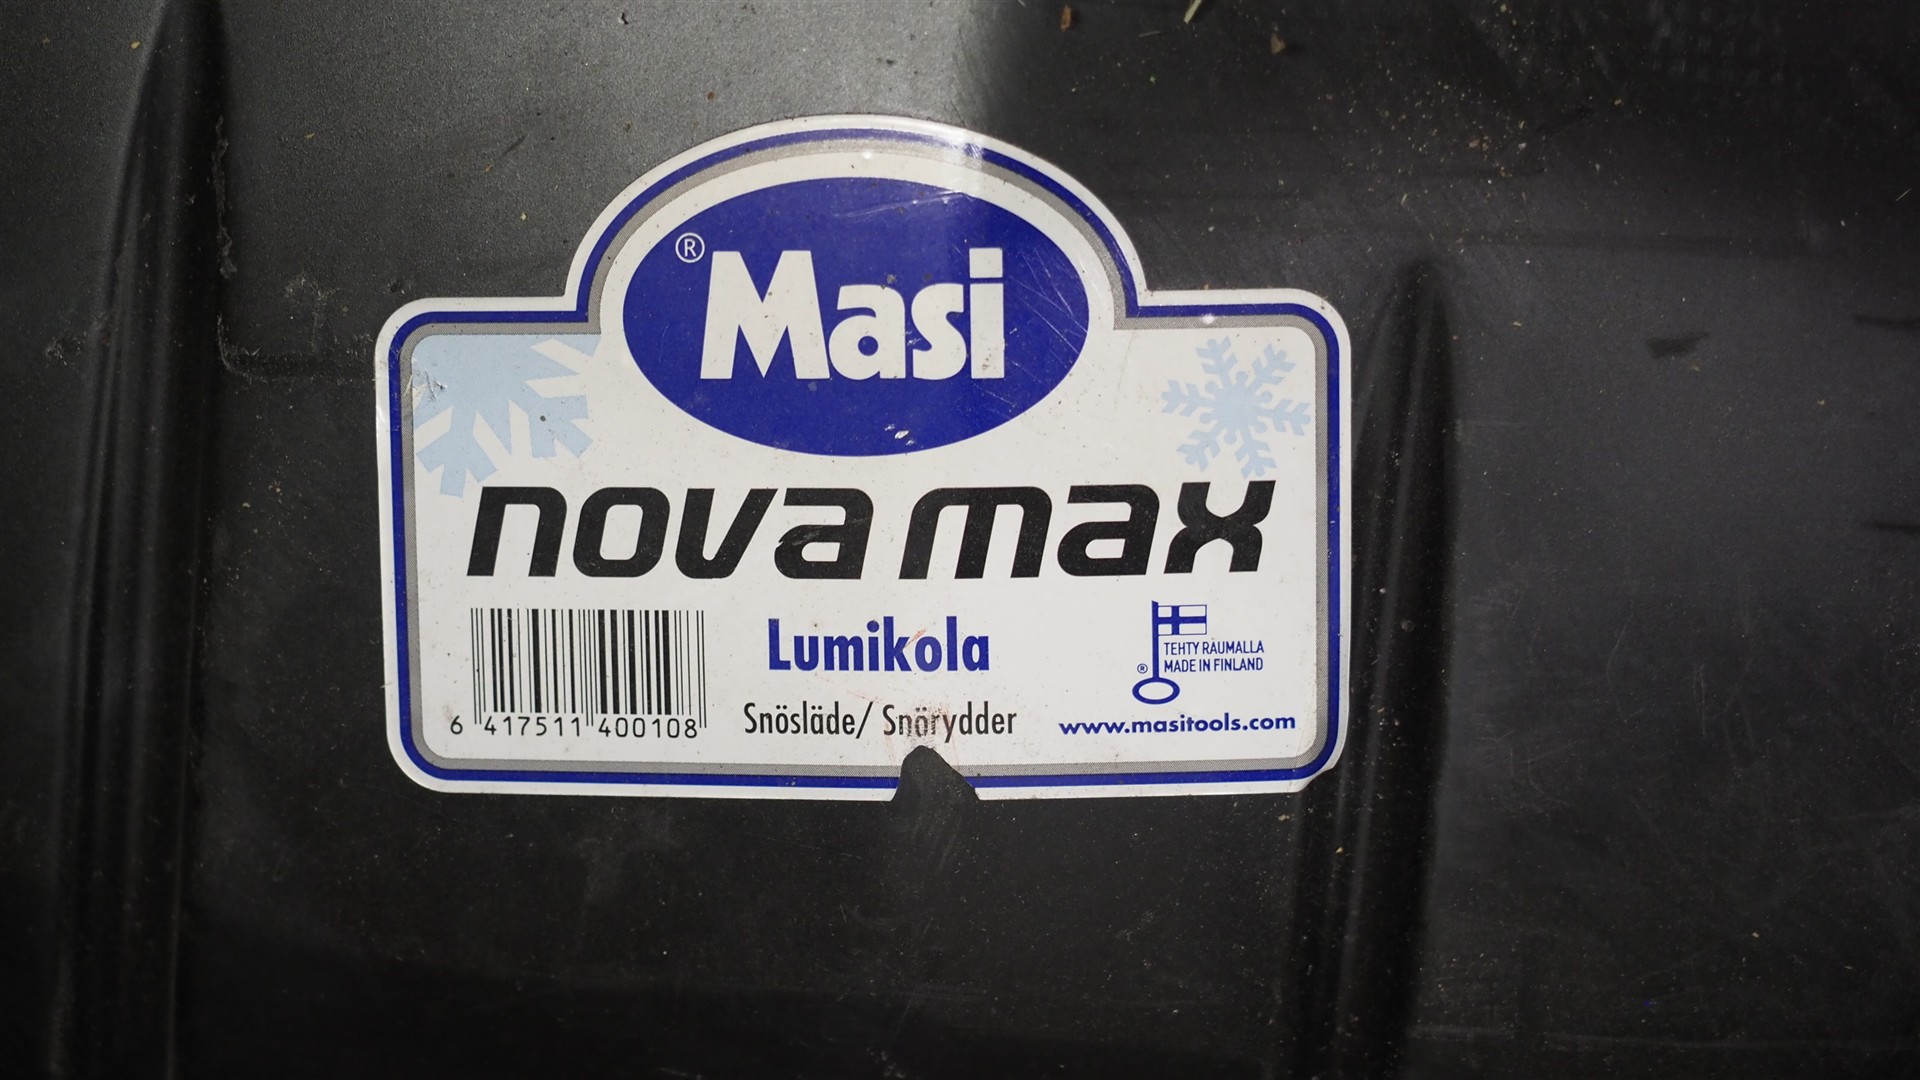 ® Masi
nova max
Lumikola
Snösläde/ Snörydder
6 417511 400108
TEHTY RAUMALLA
® MADE IN FINLAND
www.masitools.com